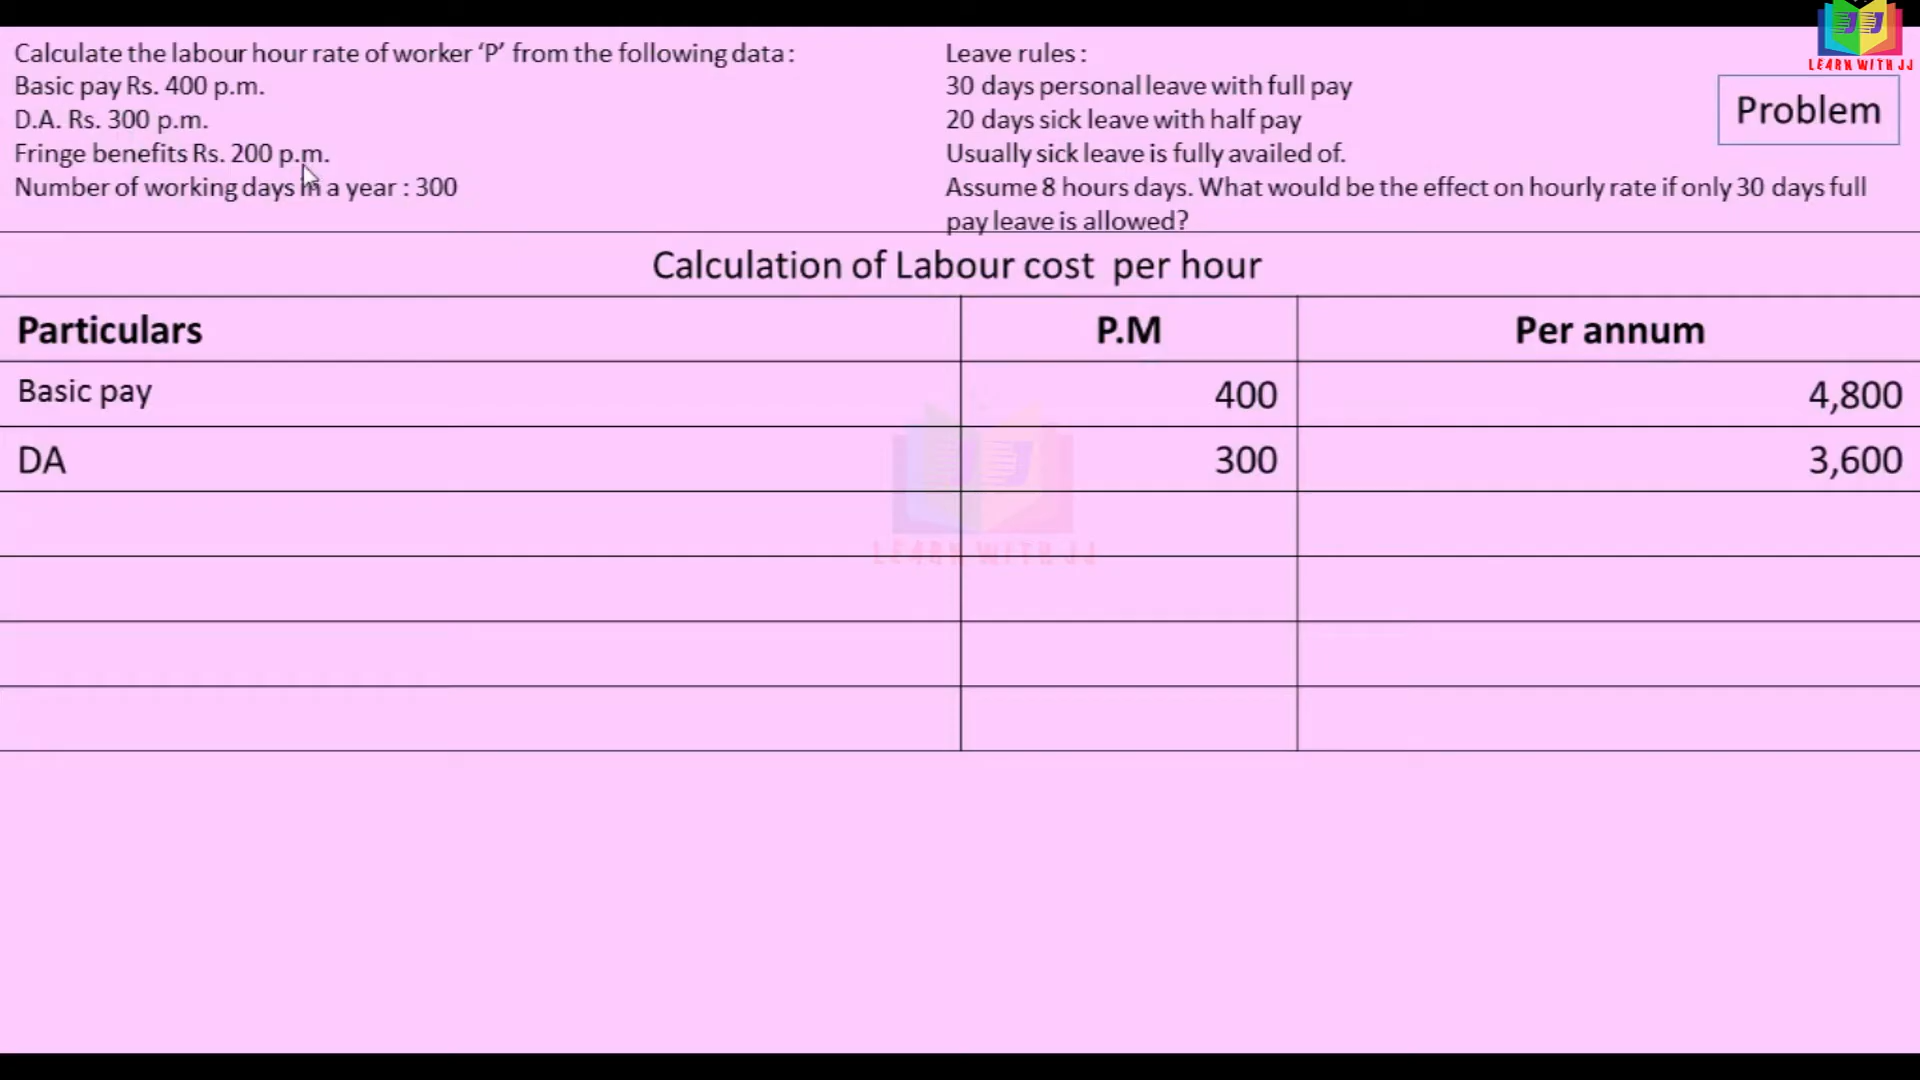 Calculate the labour hour rate of worker ‘P’ from the following data :
Basic pay Rs. 400 p.m.
D.A. Rs. 300 p.m.
Fringe benefits Rs. 200 p.m.
Number of working days in a year : 300
Leave rules :
30 days personal leave with full pay
20 days sick leave with half pay
Usually sick leave is fully availed of.
Assume 8 hours days. What would be the effect on hourly rate if only 30 days full
pay leave is allowed?
LEARN WITH JJ
Problem
Calculation of Labour cost per hour
Particulars P.M Per annum
Basic pay 400 4,800
DA 300 3,600
LEARN WITH JJ